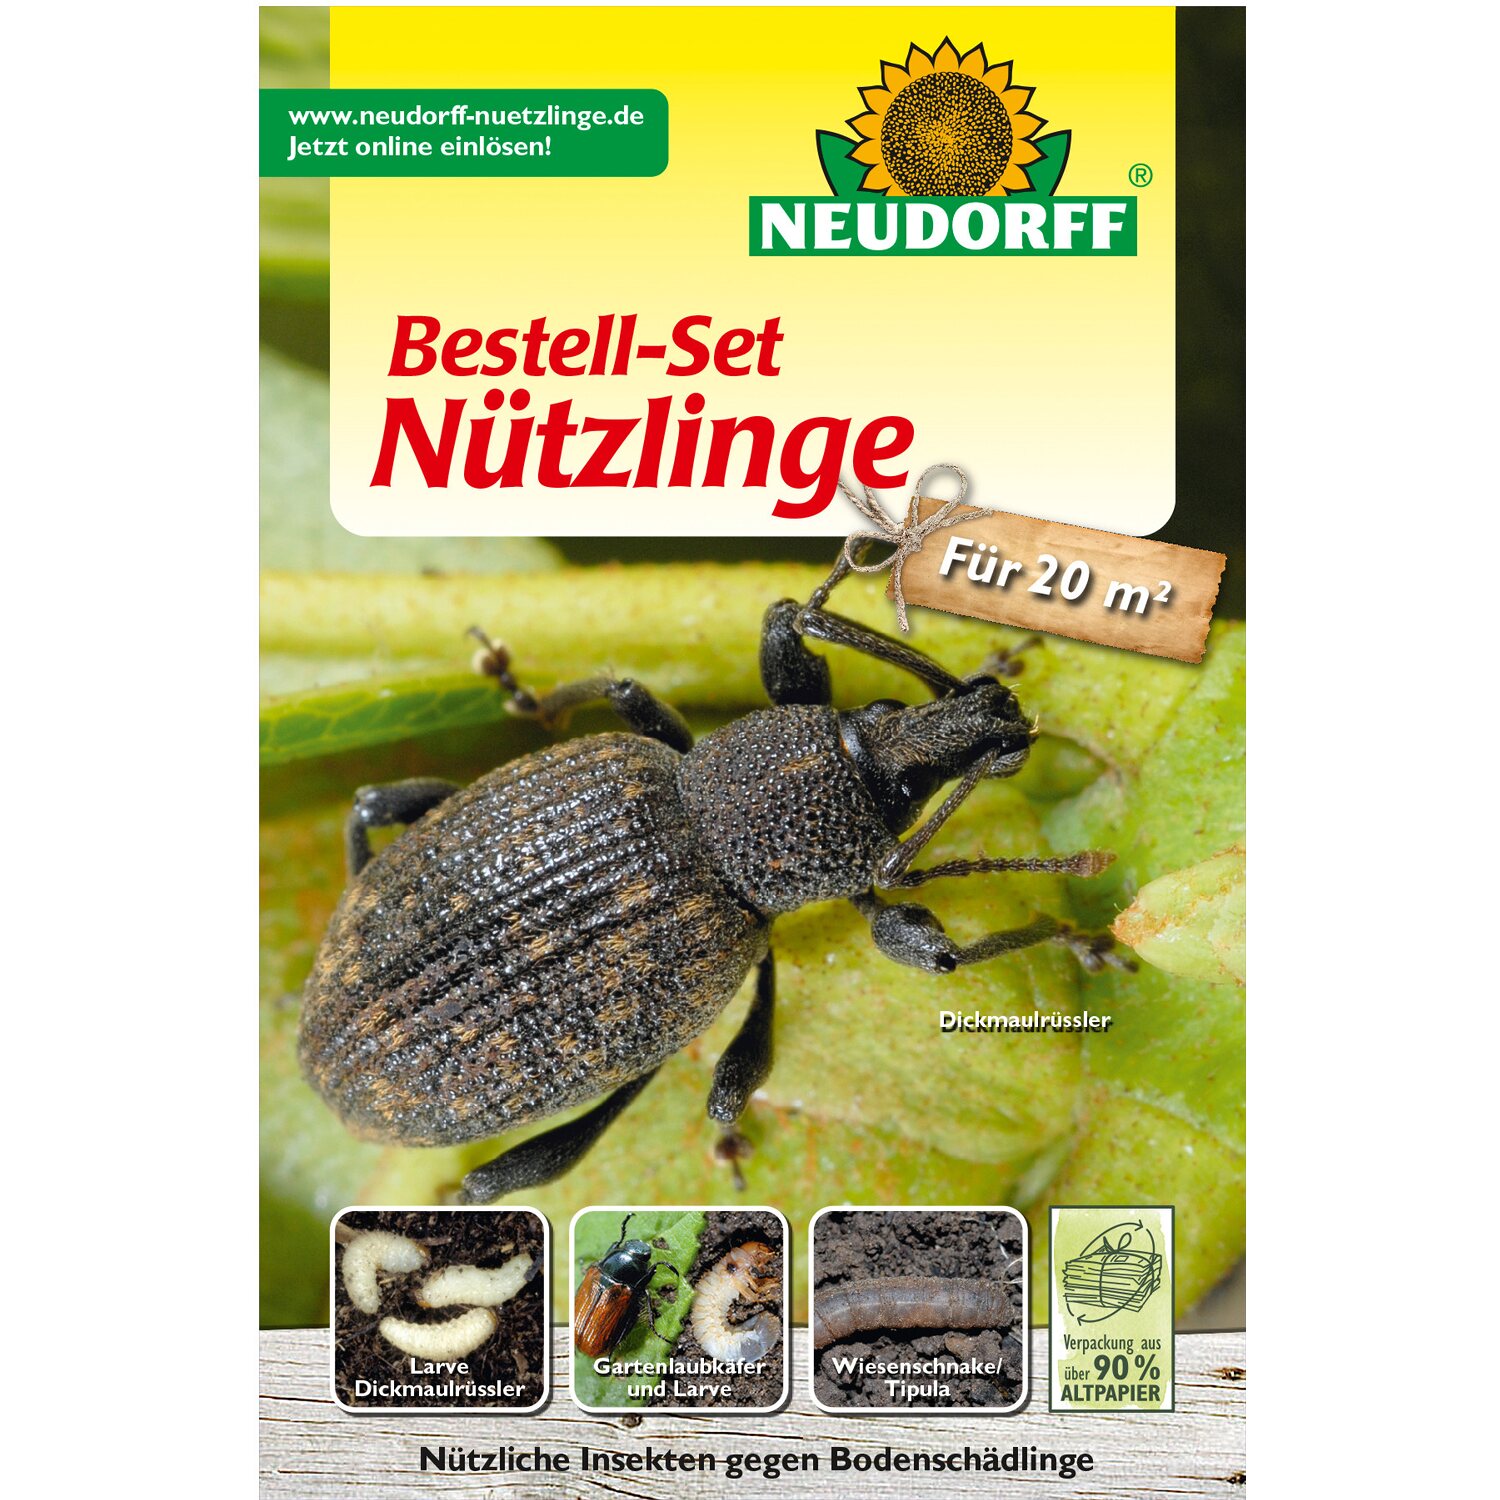 www.neudorff-nuetzlinge.de
Jetzt online einlösen!
NEUDORFF®
Bestell-Set
Nützlinge
Für 20 m²
Dickmaulrüssler
Larve
Dickmaulrüssler
Gartenlaubkäfer
und Larve
Wiesenschnake/
Tipula
Verpackung aus
über 90 %
ALTPAPIER
Nützliche Insekten gegen Bodenschädlinge